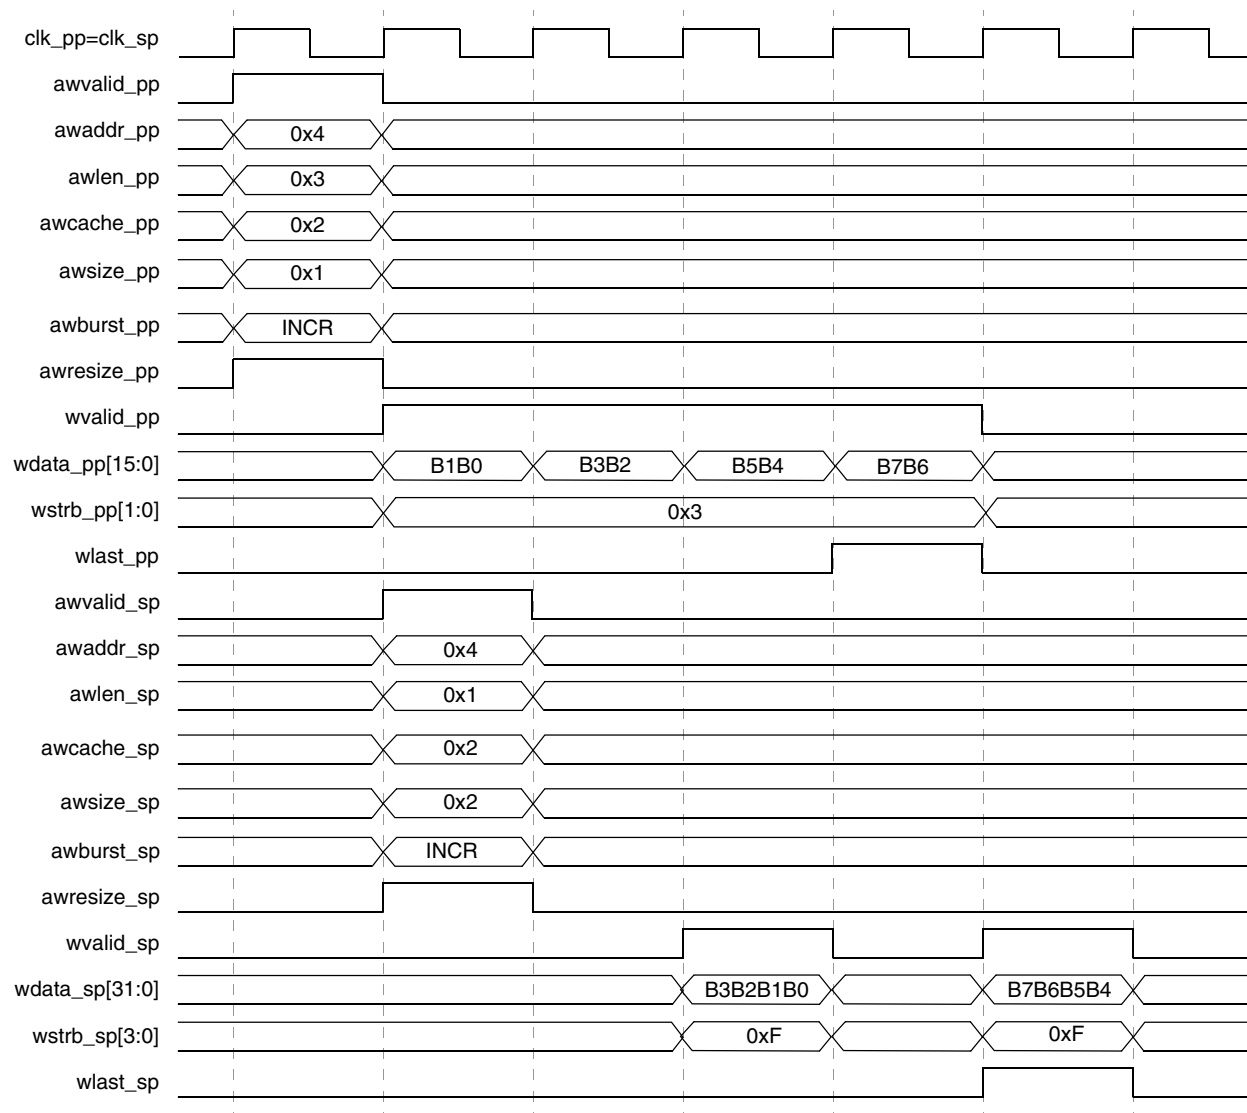 clk_pp=clk_sp
awvalid_pp
awaddr_pp 0x4
awlen_pp 0x3
awcache_pp 0x2
awsize_pp 0x1
awburst_pp INCR
awresize_pp
wvalid_pp
wdata_pp[15:0] B1B0 B3B2 B5B4 B7B6
wstrb_pp[1:0] 0x3
wlast_pp
awvalid_sp
awaddr_sp 0x4
awlen_sp 0x1
awcache_sp 0x2
awsize_sp 0x2
awburst_sp INCR
awresize_sp
wvalid_sp
wdata_sp[31:0] B3B2B1B0 B7B6B5B4
wstrb_sp[3:0] 0xF 0xF
wlast_sp